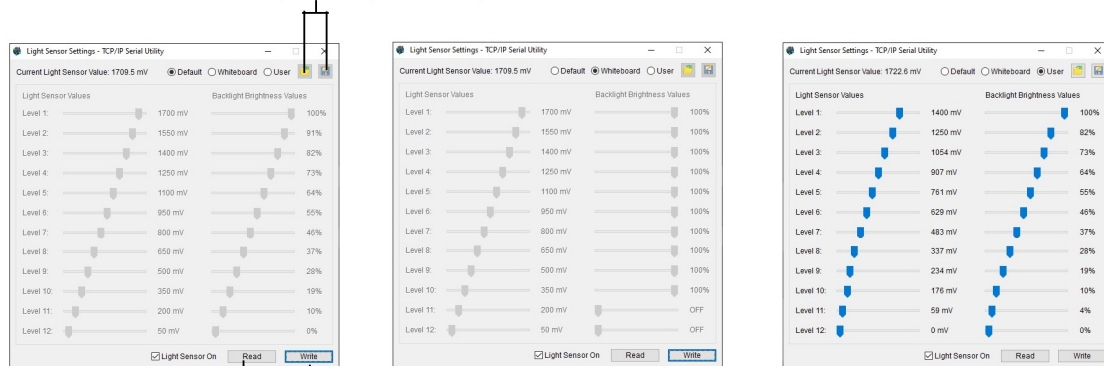 Light Sensor Settings - TCP/IP Serial Utility
Current Light Sensor Value: 1709.5 mV Default Whiteboard User
Light Sensor Values Backlight Brightness Values
Level 1: 1700 mV 100%
Level 2: 1550 mV 91%
Level 3: 1400 mV 82%
Level 4: 1250 mV 73%
Level 5: 1100 mV 64%
Level 6: 950 mV 55%
Level 7: 800 mV 46%
Level 8: 650 mV 37%
Level 9: 500 mV 28%
Level 10: 350 mV 19%
Level 11: 200 mV 10%
Level 12: 50 mV 0%
Light Sensor On Read Write
Light Sensor Settings - TCP/IP Serial Utility
Current Light Sensor Value: 1709.5 mV Default Whiteboard User
Light Sensor Values Backlight Brightness Values
Level 1: 1700 mV 100%
Level 2: 1550 mV 100%
Level 3: 1400 mV 100%
Level 4: 1250 mV 100%
Level 5: 1100 mV 100%
Level 6: 950 mV 100%
Level 7: 800 mV 100%
Level 8: 650 mV 100%
Level 9: 500 mV 100%
Level 10: 350 mV 100%
Level 11: 200 mV OFF
Level 12: 50 mV OFF
Light Sensor On Read Write
Light Sensor Settings - TCP/IP Serial Utility
Current Light Sensor Value: 1722.6 mV Default Whiteboard User
Light Sensor Values Backlight Brightness Values
Level 1: 1400 mV 100%
Level 2: 1250 mV 82%
Level 3: 1054 mV 73%
Level 4: 907 mV 64%
Level 5: 761 mV 55%
Level 6: 629 mV 46%
Level 7: 483 mV 37%
Level 8: 337 mV 28%
Level 9: 234 mV 19%
Level 10: 176 mV 10%
Level 11: 59 mV 4%
Level 12: 0 mV 0%
Light Sensor On Read Write